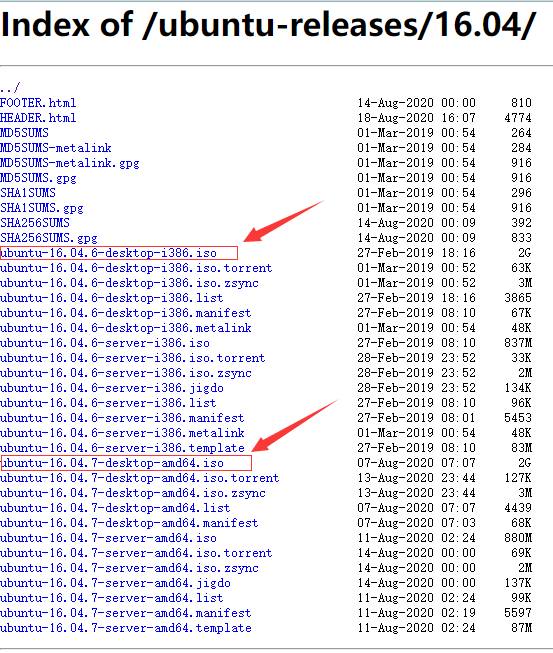 Index of /ubuntu-releases/16.04/
../
FOOTER.html 14-Aug-2020 00:00 810
HEADER.html 18-Aug-2020 16:07 4774
MD5SUMS 01-Mar-2019 00:54 264
MD5SUMS-metalink 01-Mar-2019 00:54 284
MD5SUMS-metalink.gpg 01-Mar-2019 00:54 916
MD5SUMS.gpg 01-Mar-2019 00:54 916
SHA1SUMS 01-Mar-2019 00:54 296
SHA1SUMS.gpg 01-Mar-2019 00:54 916
SHA256SUMS 14-Aug-2020 00:09 392
SHA256SUMS.gpg 14-Aug-2020 00:09 833
ubuntu-16.04.6-desktop-i386.iso 27-Feb-2019 18:16 2G
ubuntu-16.04.6-desktop-i386.iso.torrent 01-Mar-2019 00:52 63K
ubuntu-16.04.6-desktop-i386.iso.zsync 01-Mar-2019 00:52 3M
ubuntu-16.04.6-desktop-i386.list 27-Feb-2019 18:16 3865
ubuntu-16.04.6-desktop-i386.manifest 27-Feb-2019 08:10 67K
ubuntu-16.04.6-desktop-i386.metalink 01-Mar-2019 00:54 48K
ubuntu-16.04.6-server-i386.iso 27-Feb-2019 08:10 837M
ubuntu-16.04.6-server-i386.iso.torrent 28-Feb-2019 23:52 33K
ubuntu-16.04.6-server-i386.iso.zsync 28-Feb-2019 23:52 2M
ubuntu-16.04.6-server-i386.jigdo 28-Feb-2019 23:52 134K
ubuntu-16.04.6-server-i386.list 27-Feb-2019 08:10 96K
ubuntu-16.04.6-server-i386.manifest 27-Feb-2019 08:01 5453
ubuntu-16.04.6-server-i386.metalink 01-Mar-2019 00:54 48K
ubuntu-16.04.6-server-i386.template 27-Feb-2019 08:10 83M
ubuntu-16.04.7-desktop-amd64.iso 07-Aug-2020 07:07 2G
ubuntu-16.04.7-desktop-amd64.iso.torrent 13-Aug-2020 23:44 127K
ubuntu-16.04.7-desktop-amd64.iso.zsync 13-Aug-2020 23:44 3M
ubuntu-16.04.7-desktop-amd64.list 07-Aug-2020 07:07 4439
ubuntu-16.04.7-desktop-amd64.manifest 07-Aug-2020 07:03 68K
ubuntu-16.04.7-server-amd64.iso 11-Aug-2020 02:24 880M
ubuntu-16.04.7-server-amd64.iso.torrent 14-Aug-2020 00:00 69K
ubuntu-16.04.7-server-amd64.iso.zsync 14-Aug-2020 00:00 2M
ubuntu-16.04.7-server-amd64.jigdo 14-Aug-2020 00:00 137K
ubuntu-16.04.7-server-amd64.list 11-Aug-2020 02:24 99K
ubuntu-16.04.7-server-amd64.manifest 11-Aug-2020 02:19 5597
ubuntu-16.04.7-server-amd64.template 11-Aug-2020 02:24 87M